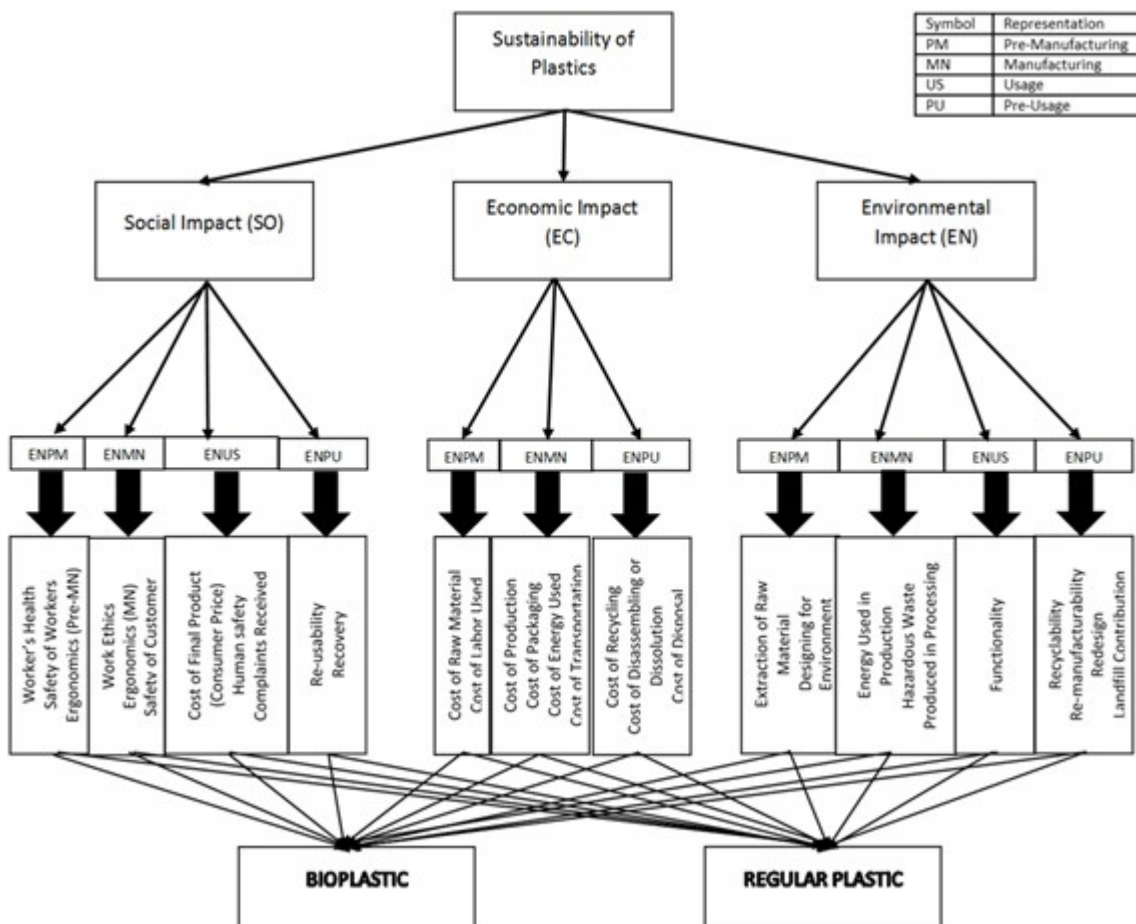 Sustainability of
Plastics
Symbol Representation
PM Pre-Manufacturing
MN Manufacturing
US Usage
PU Pre-Usage
Social Impact (SO)
Economic Impact
(EC)
Environmental
Impact (EN)
ENPM ENMN ENUS ENPU
ENPM ENMN ENPU
ENPM ENMN ENUS ENPU
Worker's Health
Safety of Workers
Ergonomics (Pre-MN)
Work Ethics
Ergonomics (MN)
Safety of Customer
Cost of Final Product
(Consumer Price)
Human safety
Complaints Received
Re-usability
Recovery
Cost of Raw Material
Cost of Labor Used
Cost of Production
Cost of Packaging
Cost of Energy Used
Cost of Transportation
Cost of Recycling
Cost of Disassembling or
Dissolution
Cost of Disposal
Extraction of Raw
Material
Designing for
Environment
Energy Used in
Production
Hazardous Waste
Produced in Processing
Functionality
Recyclability
Re-manufacturability
Redesign
Landfill Contribution
BIOPLASTIC
REGULAR PLASTIC